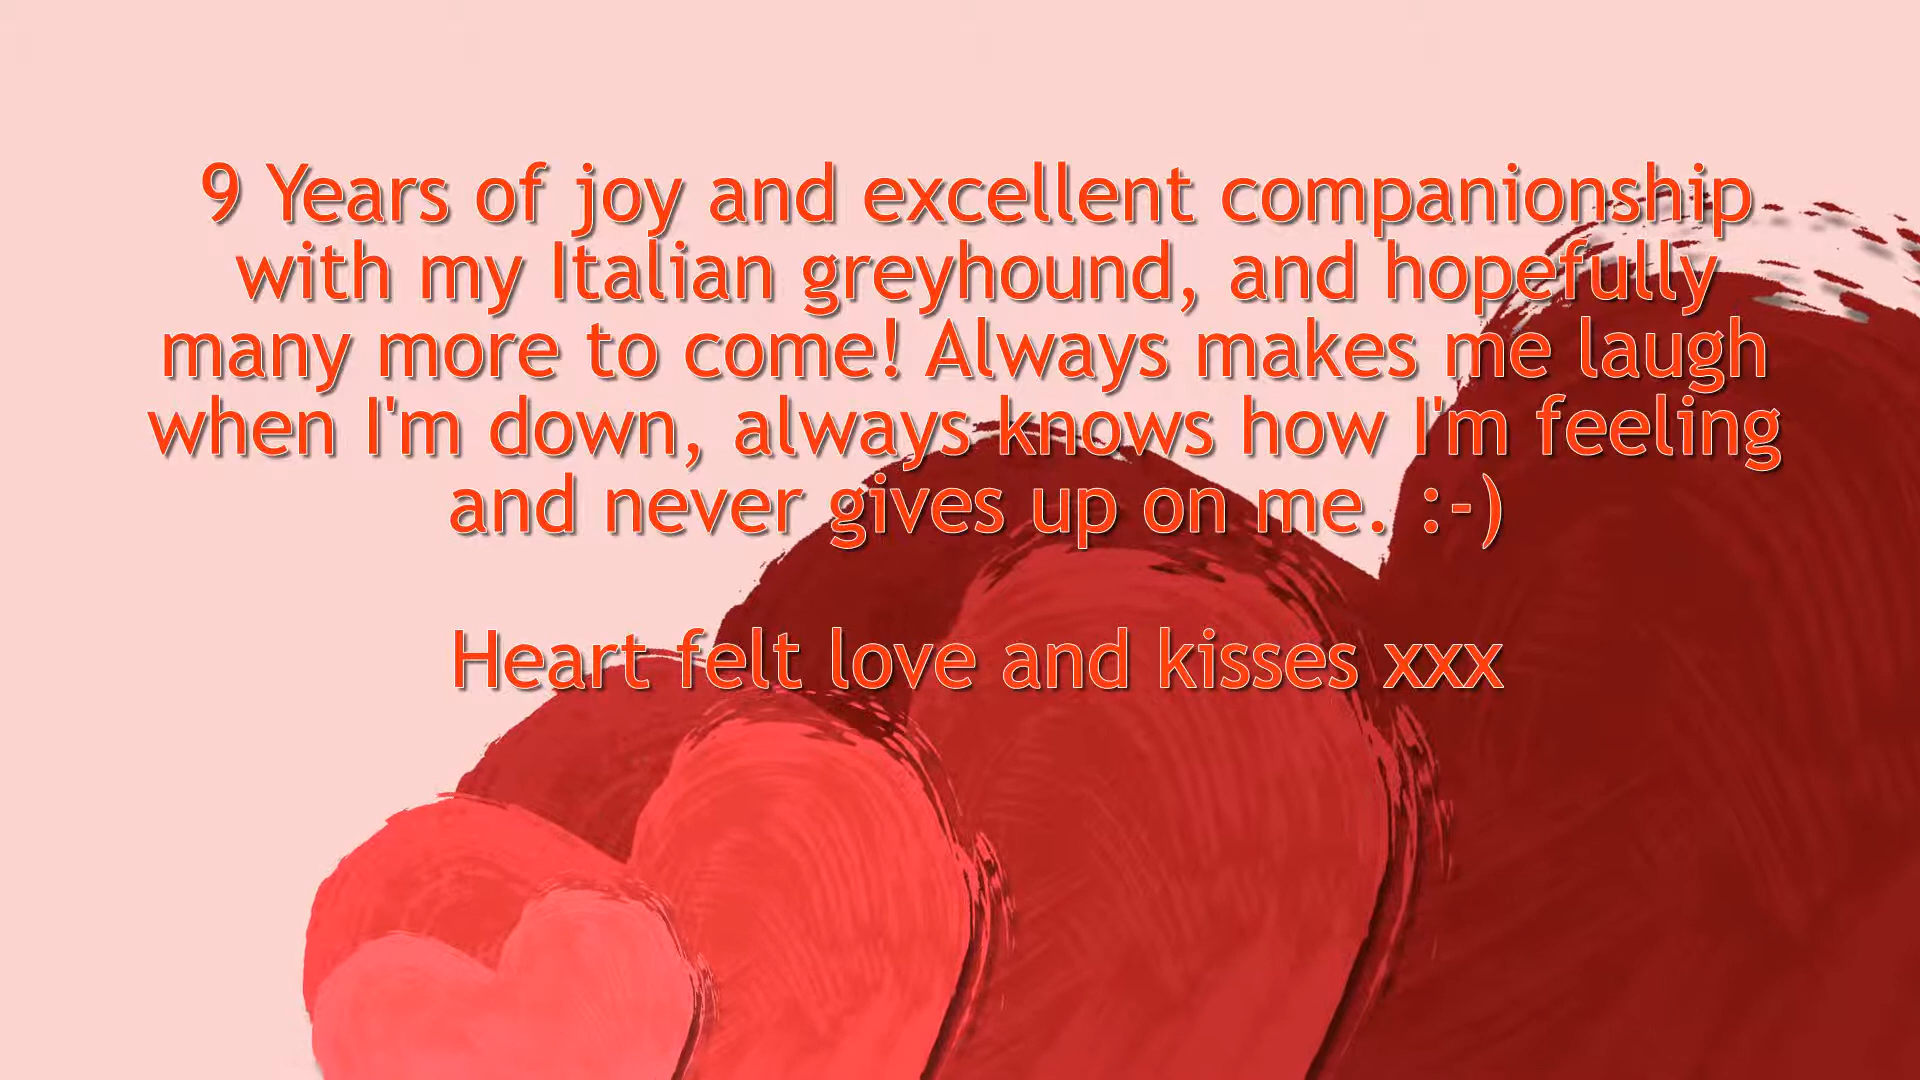 9 Years of joy and excellent companionship
with my Italian greyhound, and hopefully
many more to come! Always makes me laugh
when I'm down, always knows how I'm feeling
and never gives up on me. :-)
Heart felt love and kisses xxx